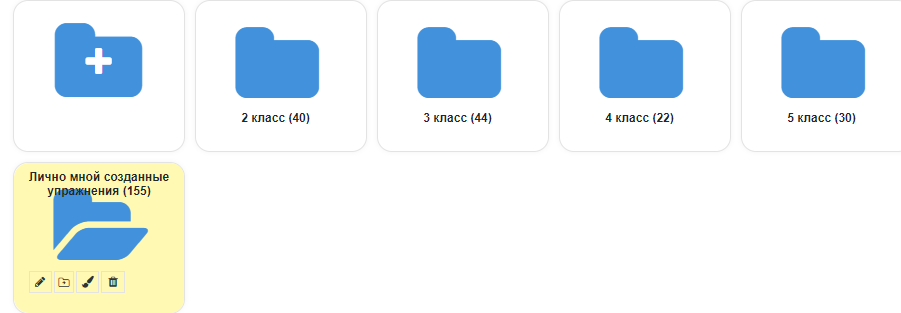 2 класс (40)
3 класс (44)
4 класс (22)
5 класс (30)
Лично мной созданные
упражнения (155)